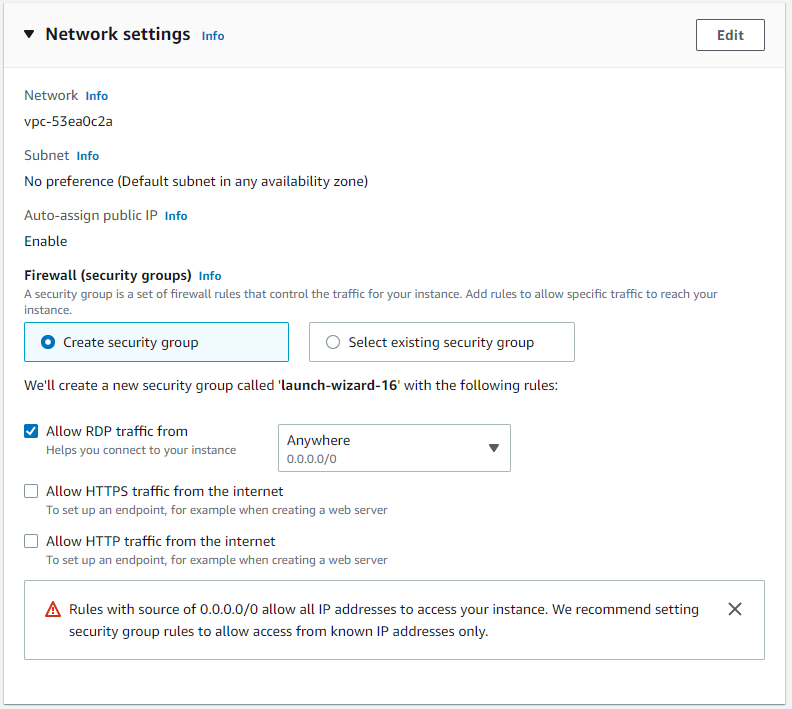 Network settings Info
Edit
Network Info
vpc-53ea0c2a
Subnet Info
No preference (Default subnet in any availability zone)
Auto-assign public IP Info
Enable
Firewall (security groups) Info
A security group is a set of firewall rules that control the traffic for your instance. Add rules to allow specific traffic to reach your
instance.
Create security group
Select existing security group
We'll create a new security group called 'launch-wizard-16' with the following rules:
Allow RDP traffic from
Helps you connect to your instance
Anywhere
0.0.0.0/0
Allow HTTPS traffic from the internet
To set up an endpoint, for example when creating a web server
Allow HTTP traffic from the internet
To set up an endpoint, for example when creating a web server
Rules with source of 0.0.0.0/0 allow all IP addresses to access your instance. We recommend setting
security group rules to allow access from known IP addresses only.